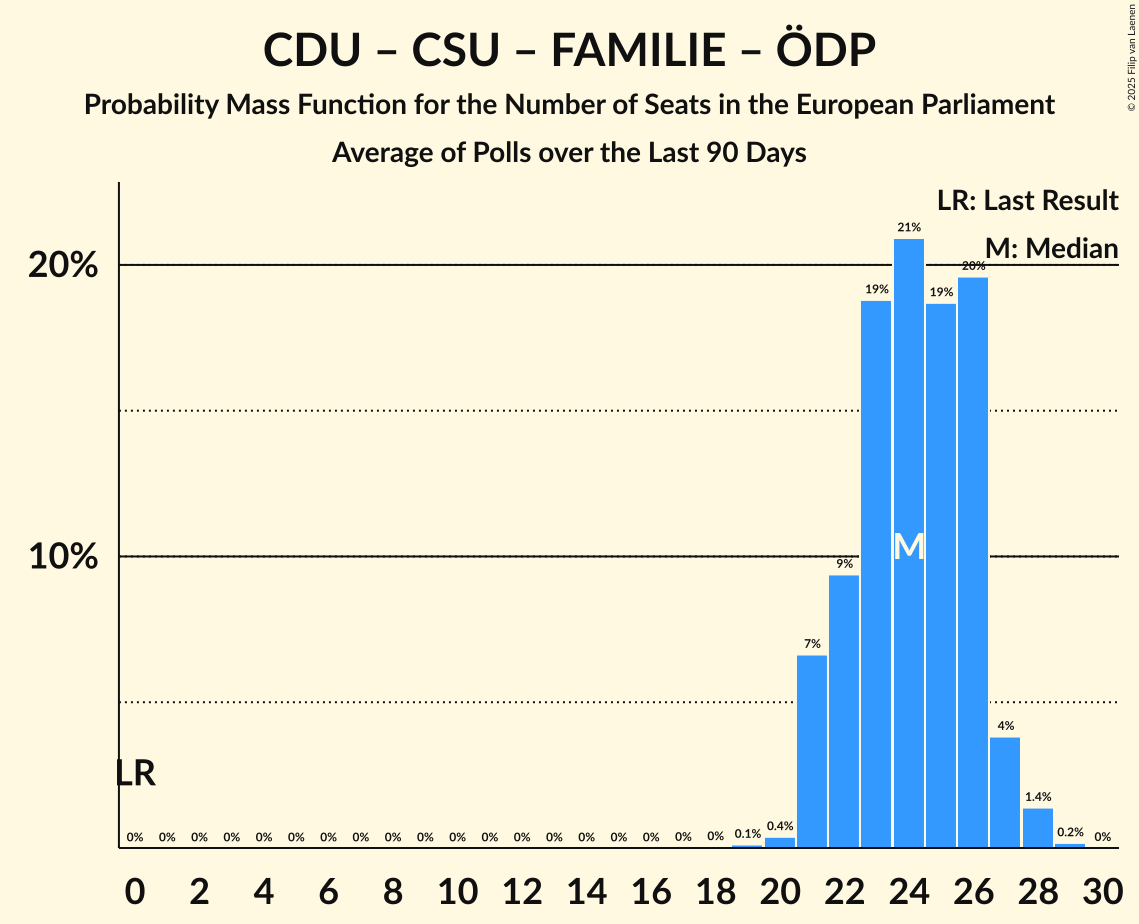 CDU – CSU – FAMILIE – ÖDP
Probability Mass Function for the Number of Seats in the European Parliament
Average of Polls over the Last 90 Days
© 2025 Filip van Laenen
LR: Last Result
M: Median
20%
10%
LR
M
0% 0% 0% 0% 0% 0% 0% 0% 0% 0% 0% 0% 0% 0% 0% 0% 0% 0% 0% 0.1% 0.4% 7% 9% 19% 21% 19% 20% 4% 1.4% 0.2% 0%
0 2 4 6 8 10 12 14 16 18 20 22 24 26 28 30